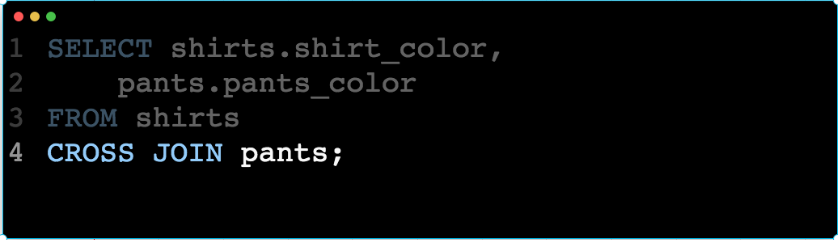 1 SELECT shirts.shirt_color,
2     pants.pants_color
3 FROM shirts
4 CROSS JOIN pants;